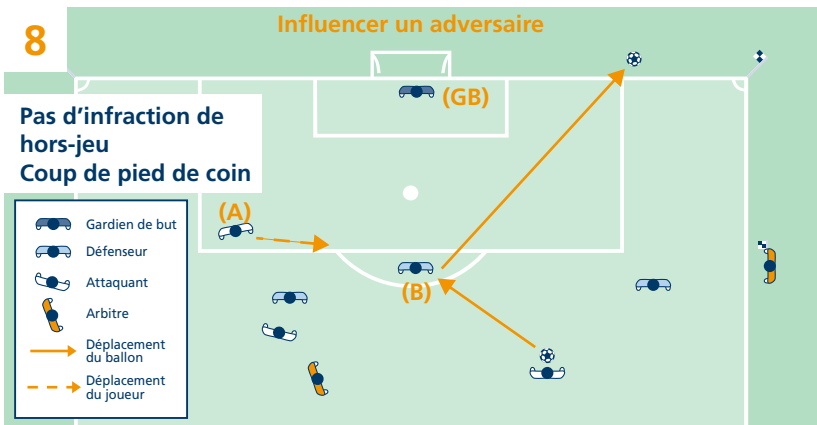 8
Influencer un adversaire
(GB)
Pas d’infraction de
hors-jeu
Coup de pied de coin
(A)
(B)
Gardien de but
Défenseur
Attaquant
Arbitre
Déplacement
du ballon
Déplacement
du joueur